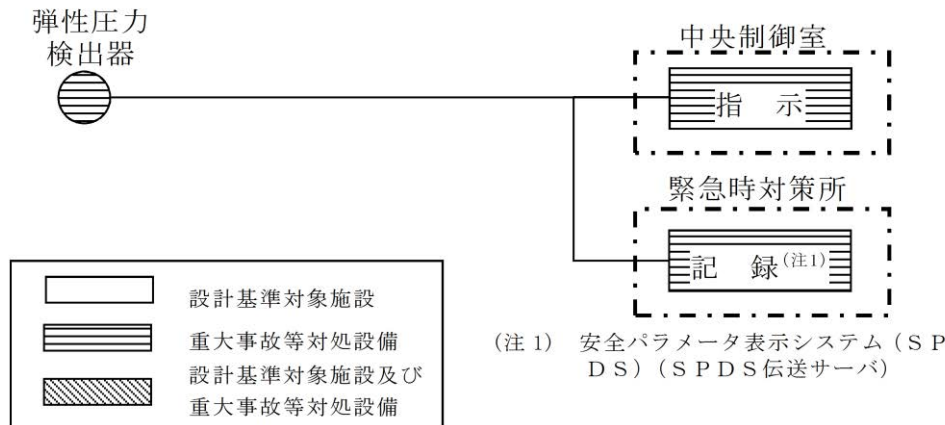 弾性圧力
検出器
中央制御室
指 示
緊急時対策所
記 録(注1)
設計基準対象施設
重大事故等対処設備
設計基準対象施設及び
重大事故等対処設備
(注 1) 安全パラメータ表示システム(SP
DS)(SPDS伝送サーバ)